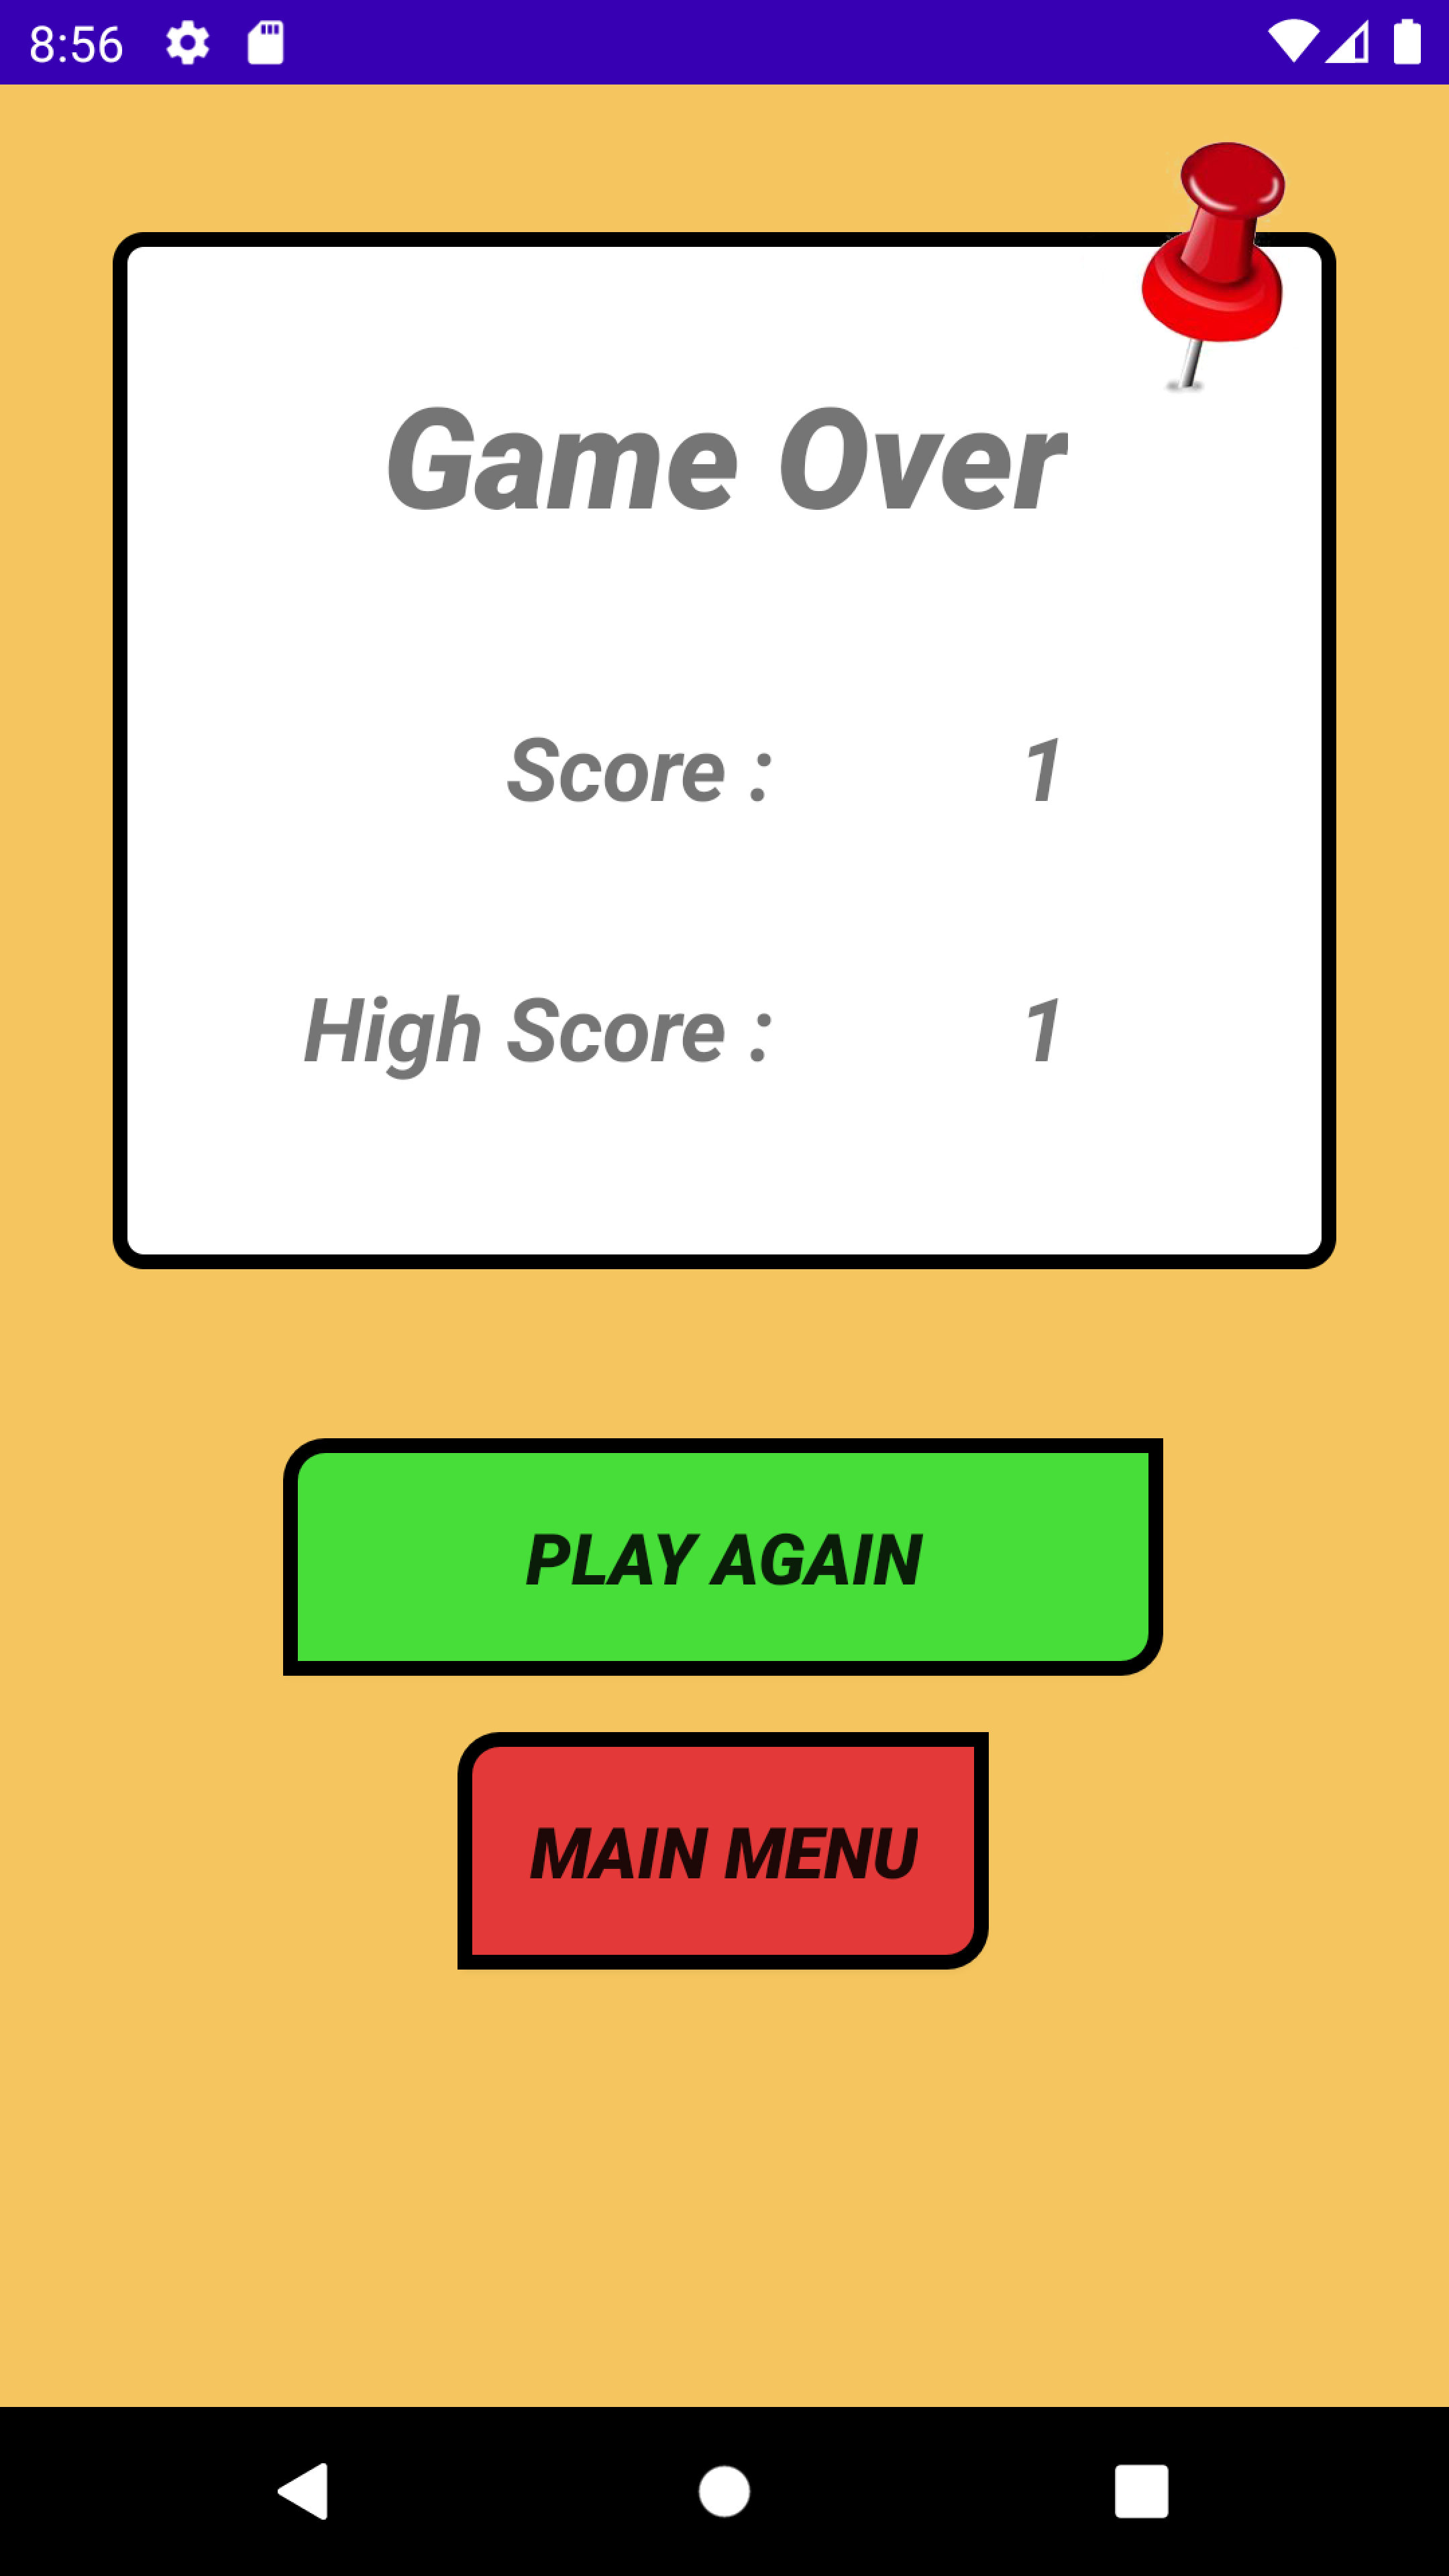 8:56
Game Over
Score : 1
High Score : 1
PLAY AGAIN
MAIN MENU